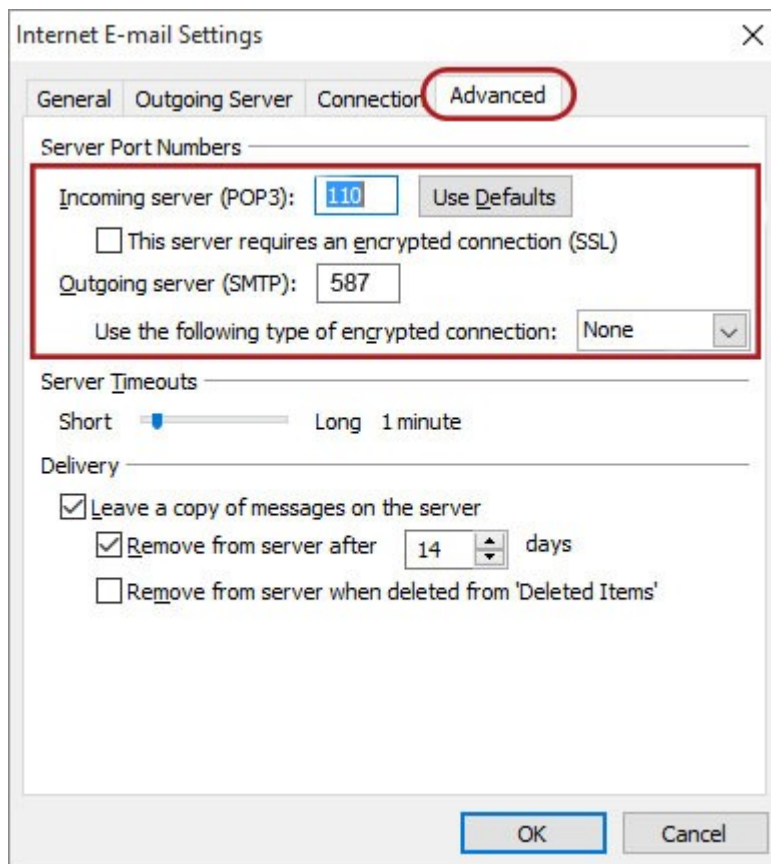 Internet E-mail Settings
General Outgoing Server Connection Advanced
Server Port Numbers
Incoming server (POP3): 110 Use Defaults
This server requires an encrypted connection (SSL)
Outgoing server (SMTP): 587
Use the following type of encrypted connection: None
Server Timeouts
Short Long 1 minute
Delivery
Leave a copy of messages on the server
Remove from server after 14 days
Remove from server when deleted from 'Deleted Items'
OK Cancel